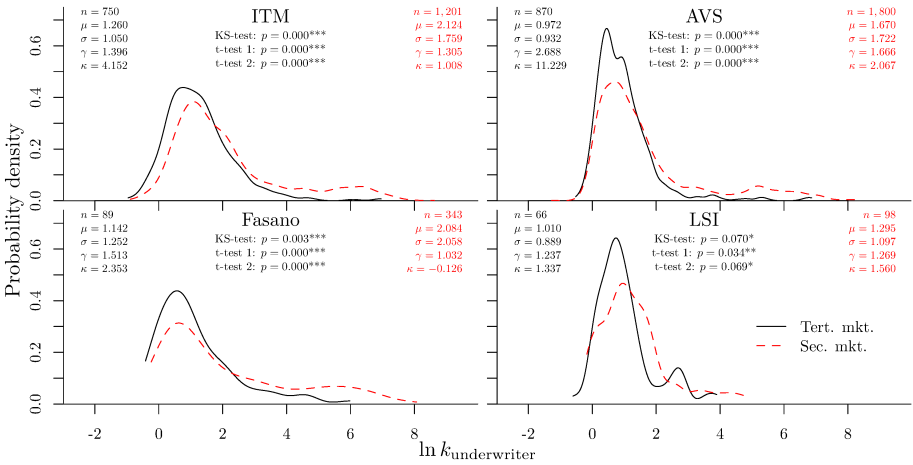 ITM
n = 750
μ = 1.260
σ = 1.050
γ = 1.396
κ = 4.152
KS-test: p = 0.000***
t-test 1: p = 0.000***
t-test 2: p = 0.000***
n = 1,201
μ = 2.124
σ = 1.759
γ = 1.305
κ = 1.008
AVS
n = 870
μ = 0.972
σ = 0.932
γ = 2.688
κ = 11.229
KS-test: p = 0.000***
t-test 1: p = 0.000***
t-test 2: p = 0.000***
n = 1,800
μ = 1.670
σ = 1.722
γ = 1.666
κ = 2.067
0.6
0.4
0.2
0.0
Probability density
Fasano
n = 89
μ = 1.142
σ = 1.252
γ = 1.513
κ = 2.353
KS-test: p = 0.003***
t-test 1: p = 0.000***
t-test 2: p = 0.000***
n = 343
μ = 2.084
σ = 2.058
γ = 1.032
κ = −0.126
LSI
n = 66
μ = 1.010
σ = 0.889
γ = 1.237
κ = 1.337
KS-test: p = 0.070*
t-test 1: p = 0.034**
t-test 2: p = 0.069*
n = 98
μ = 1.295
σ = 1.097
γ = 1.269
κ = 1.560
Tert. mkt.
Sec. mkt.
0.6
0.4
0.2
0.0
-2 0 2 4 6 8
-2 0 2 4 6 8
ln k underwriter